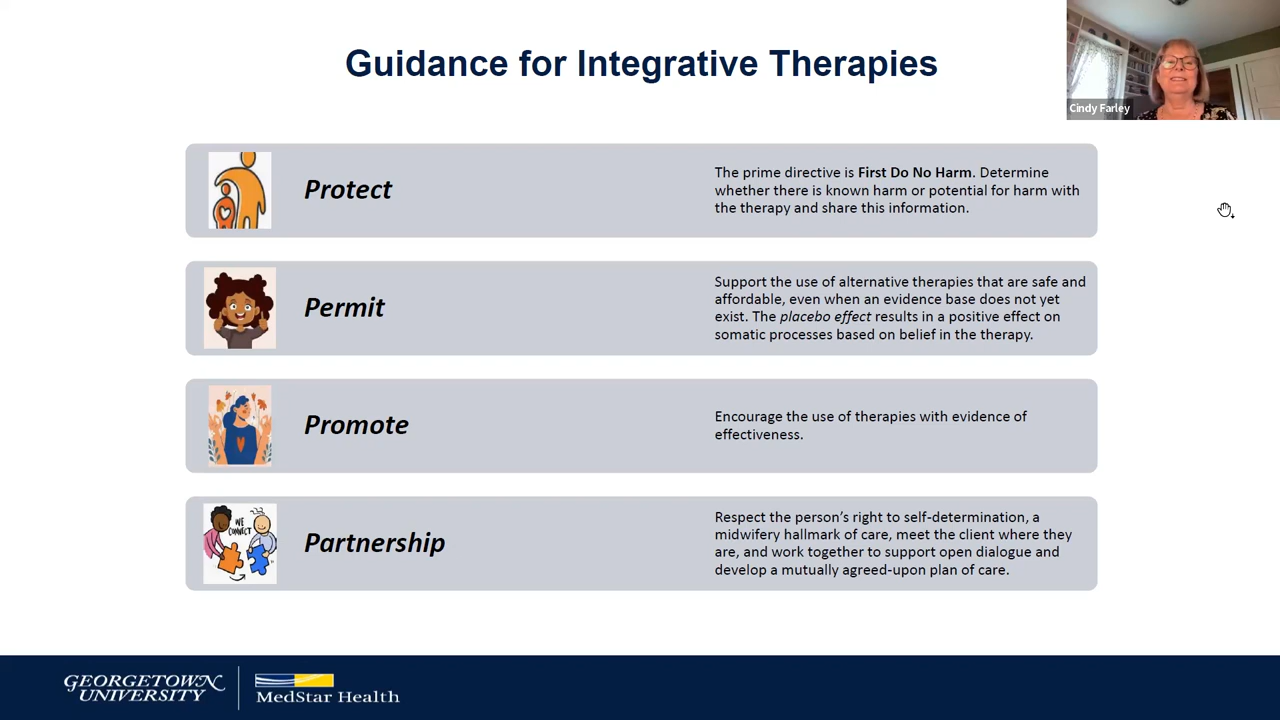 Guidance for Integrative Therapies
Cindy Farley
Protect
The prime directive is First Do No Harm. Determine
whether there is known harm or potential for harm with
the therapy and share this information.
Permit
Support the use of alternative therapies that are safe and
affordable, even when an evidence base does not yet
exist. The placebo effect results in a positive effect on
somatic processes based on belief in the therapy.
Promote
Encourage the use of therapies with evidence of
effectiveness.
WE
CONNECT
Partnership
Respect the person’s right to self-determination, a
midwifery hallmark of care, meet the client where they
are, and work together to support open dialogue and
develop a mutually agreed-upon plan of care.
GEORGETOWN
UNIVERSITY
MedStar Health